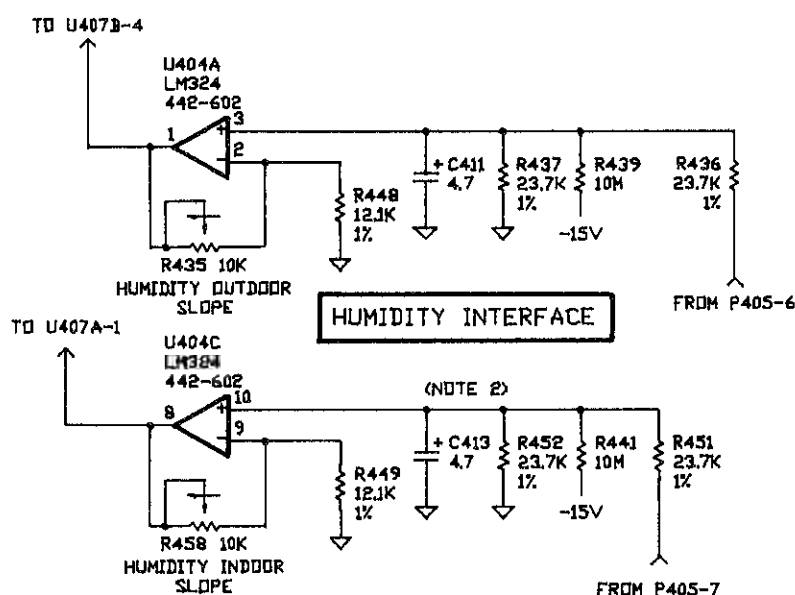 TO U407B-4
U404A
LM324
442-602
3
1
2
+
-
+ C411
4.7
R437
23.7K
1%
R439
10M
-15V
R436
23.7K
1%
R448
12.1K
1%
R435 10K
HUMIDITY OUTDOOR
SLOPE
FROM P405-6
HUMIDITY INTERFACE
TO U407A-1
U404C
442-602
10
8
9
+
-
(NOTE 2)
+ C413
4.7
R452
23.7K
1%
R441
10M
-15V
R451
23.7K
1%
R449
12.1K
1%
R458 10K
HUMIDITY INDOOR
SLOPE
FROM P405-7